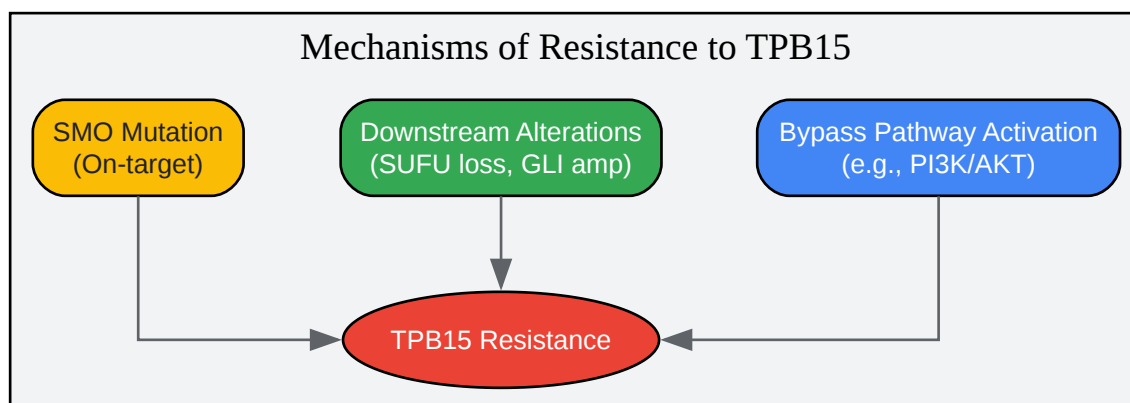 Mechanisms of Resistance to TPB15
SMO Mutation
(On-target)
Downstream Alterations
(SUFU loss, GLI amp)
Bypass Pathway Activation
(e.g., PI3K/AKT)
TPB15 Resistance